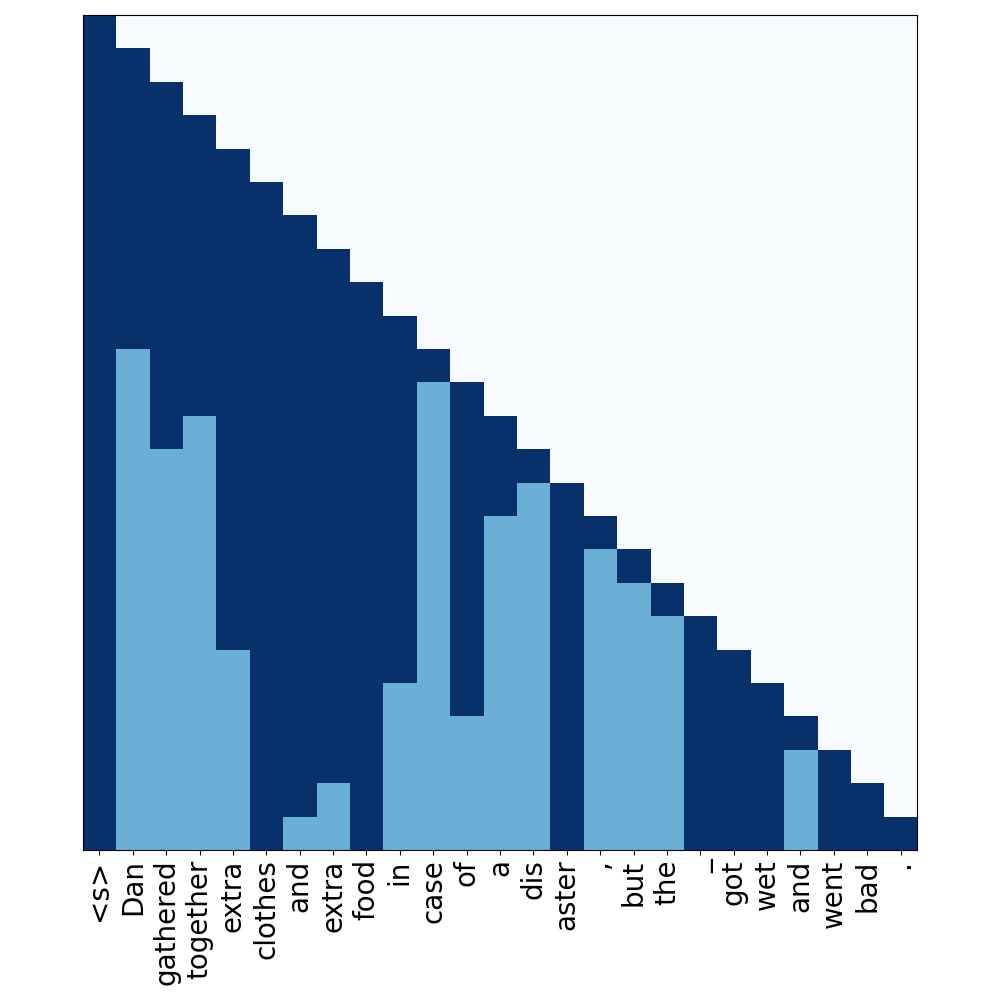 <s> Dan gathered together extra clothes and extra food in case of a dis aster , but the _ got wet and went bad .